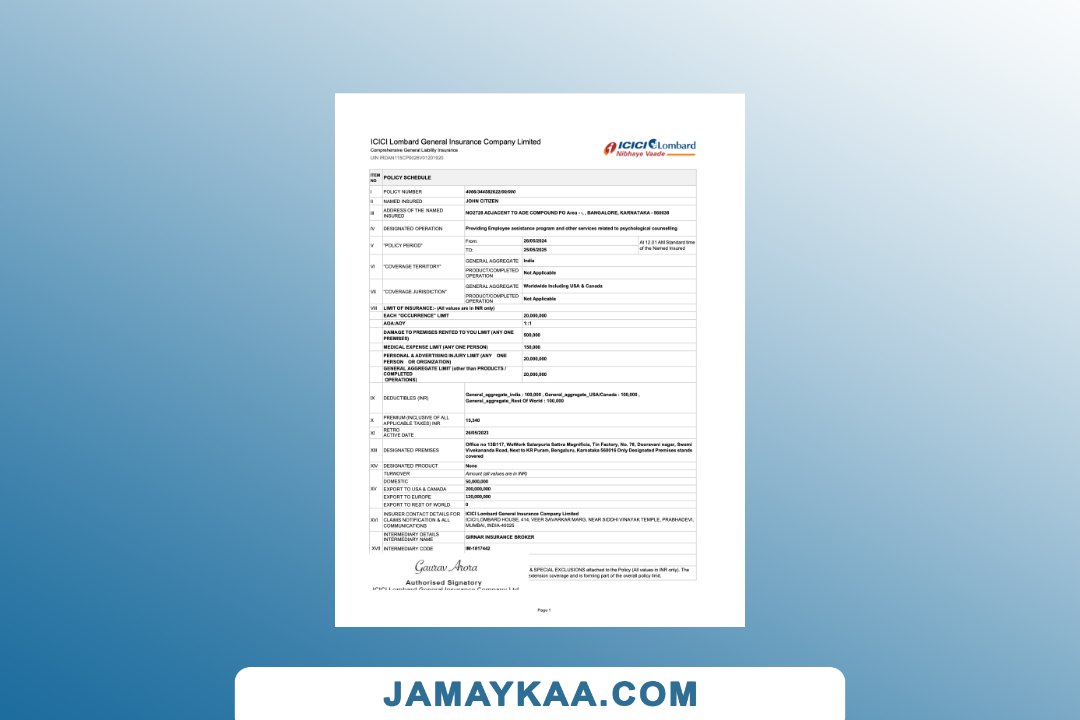 ICICI Lombard General Insurance Company Limited
Comprehensive General Liability Insurance
ICICI Lombard
Nibhaye Vaade
ITEM NO POLICY SCHEDULE
I POLICY NUMBER
II NAMED INSURED JOHN CITIZEN
III ADDRESS OF THE NAMED INSURED NO2728 ADJACENT TO ADE COMPOUND PO Area - ., BANGALORE, KARNATAKA - 560036
IV DESIGNATED OPERATION Providing Employee assistance program and other services related to psychological counselling
V "POLICY PERIOD" From: 26/05/2024 At 12.01 AM Standard time of the Named Insured
TO: 25/05/2025
VI "COVERAGE TERRITORY" GENERAL AGGREGATE India
PRODUCT/COMPLETED OPERATION Not Applicable
VII "COVERAGE JURISDICTION" GENERAL AGGREGATE Worldwide Including USA & Canada
PRODUCT/COMPLETED OPERATION Not Applicable
VIII LIMIT OF INSURANCE:- (All values are in INR only)
EACH "OCCURRENCE" LIMIT 20,000,000
AOA:AOY 1:1
DAMAGE TO PREMISES RENTED TO YOU LIMIT (ANY ONE PREMISES) 500,000
MEDICAL EXPENSE LIMIT (ANY ONE PERSON) 150,000
PERSONAL & ADVERTISING INJURY LIMIT (ANY ONE PERSON OR ORGNIZATION) 20,000,000
GENERAL AGGREGATE LIMIT (other than PRODUCTS / COMPLETED OPERATIONS) 20,000,000
IX DEDUCTIBLES (INR) General_aggregate_india : 100,000 , General_aggregate_USA/Canada : 100,000 ,
General_aggregate_Rest Of World : 100,000
X PREMIUM (INCLUSIVE OF ALL APPLICABLE TAXES) INR 15,340
XI RETRO ACTIVE DATE 26/05/2023
XIII DESIGNATED PREMISES Office no 13B117, WeWork Salarpuria Sattva Magnificia, Tin Factory, No. 78, Dooravani nagar, Swami
Vivekananda Road, Next to KR Puram, Bengaluru, Karnataka 560016 Only Designated Premises stands
covered
XIV DESIGNATED PRODUCT None
TURNOVER Amount (all values are in INR)
DOMESTIC 50,000,000
XV EXPORT TO USA & CANADA 200,000,000
EXPORT TO EUROPE 120,000,000
EXPORT TO REST OF WORLD 0
XVI INSURER CONTACT DETAILS FOR CLAIMS NOTIFICATION & ALL COMMUNICATIONS ICICI Lombard General Insurance Company Limited
ICICI LOMBARD HOUSE, 414, VEER SAVARKAR MARG, NEAR SIDDHI VINAYAK TEMPLE, PRABHADEVI,
MUMBAI, INDIA-40025
INTERMEDIARY DETAILS INTERMEDIARY NAME GIRNAR INSURANCE BROKER
XVII INTERMEDIARY CODE IM-1817442
Gaurav Arora
Authorised Signatory
ICICI Lombard General Insurance Company Ltd
& SPECIAL EXCLUSIONS attached to the Policy (All values in INR only). The
extension coverage and is forming part of the overall policy limit.
Page 1
JAMAYKAA.COM